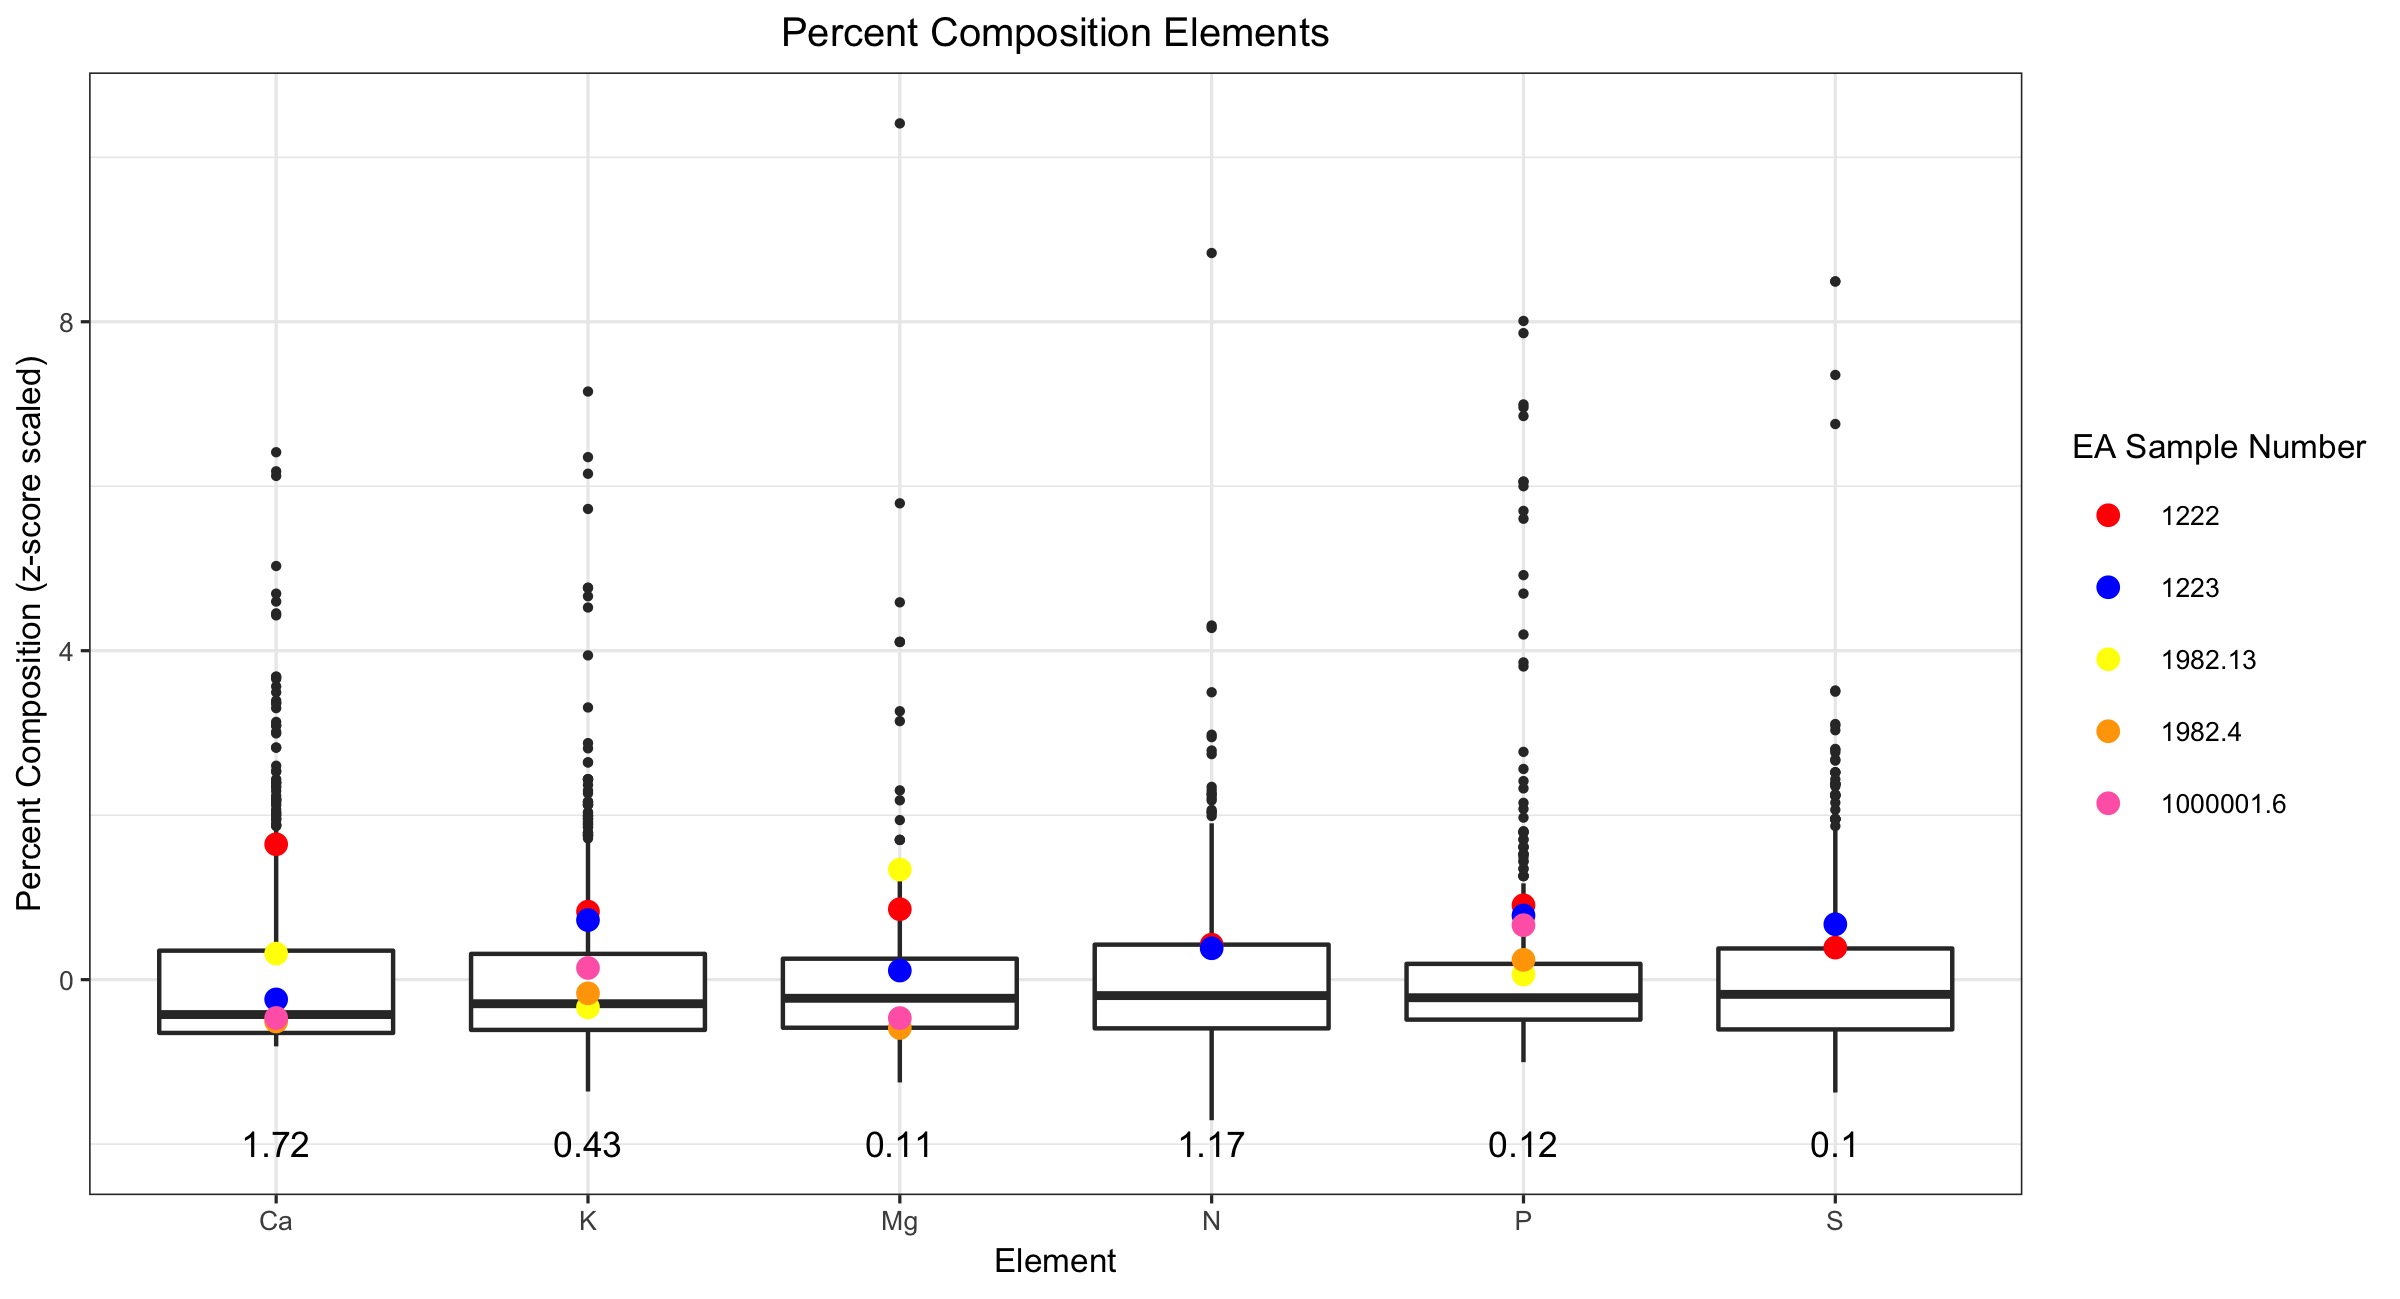 Percent Composition Elements
Percent Composition (z-score scaled)
8
4
0
1.72 0.43 0.11 1.17 0.12 0.1
Ca K Mg N P S
Element
EA Sample Number
1222
1223
1982.13
1982.4
1000001.6